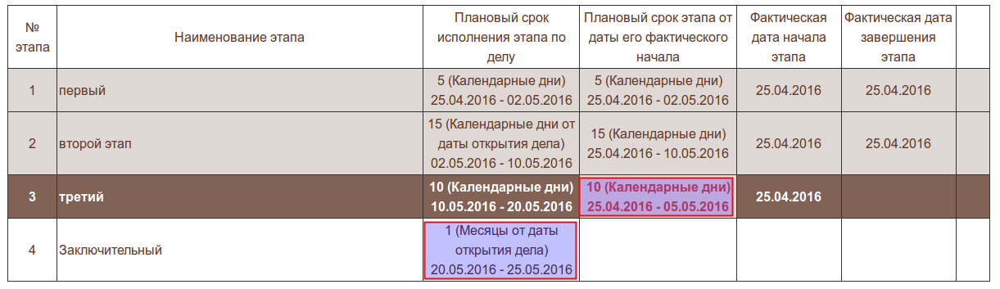 №
этапа
Наименование этапа
Плановый срок
исполнения этапа по
делу
Плановый срок этапа от
даты его фактического
начала
Фактическая
дата начала
этапа
Фактическая дата
завершения
этапа
1
первый
5 (Календарные дни)
25.04.2016 - 02.05.2016
5 (Календарные дни)
25.04.2016 - 02.05.2016
25.04.2016
25.04.2016
2
второй этап
15 (Календарные дни от
даты открытия дела)
02.05.2016 - 10.05.2016
15 (Календарные дни)
25.04.2016 - 10.05.2016
25.04.2016
25.04.2016
3
третий
10 (Календарные дни)
10.05.2016 - 20.05.2016
10 (Календарные дни)
25.04.2016 - 05.05.2016
25.04.2016
4
Заключительный
1 (Месяцы от даты
открытия дела)
20.05.2016 - 25.05.2016